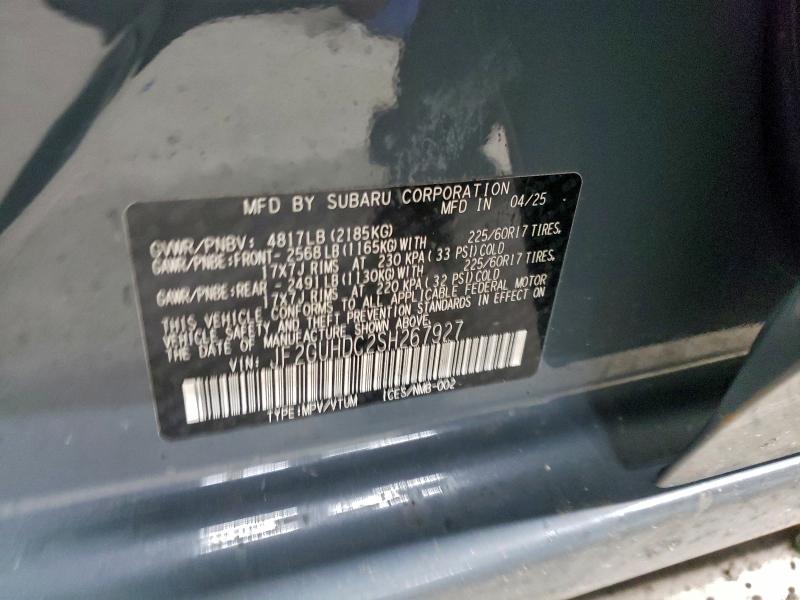 MFD BY SUBARU CORPORATION
MFD IN 04/25
GVWR/PNBV: 4817LB (2185KG)
GAWR/PNBE:FRONT- 2568LB (1165KG) WITH 225/60R17 TIRES,
17x7J RIMS AT 230 KPA ( 33 PSI) COLD
GAWR/PNBE:REAR - 2491LB (1130KG) WITH 225/60R17 TIRES,
17x7J RIMS AT 220 KPA ( 32 PSI) COLD
THIS VEHICLE CONFORMS TO ALL APPLICABLE FEDERAL MOTOR
VEHICLE SAFETY AND THEFT PREVENTION STANDARDS IN EFFECT ON
THE DATE OF MANUFACTURE SHOWN ABOVE.
VIN: JF2GUHDC2SH267927
TYPE:MPV/VTUM ICES/NMB-002